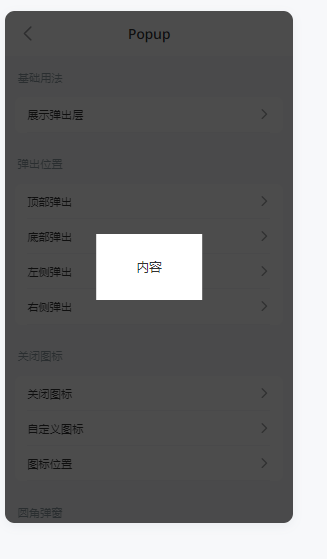 Popup
基础用法
展示弹出层
弹出位置
顶部弹出
底部弹出
内容
左侧弹出
右侧弹出
关闭图标
关闭图标
自定义图标
图标位置
圆角弹窗